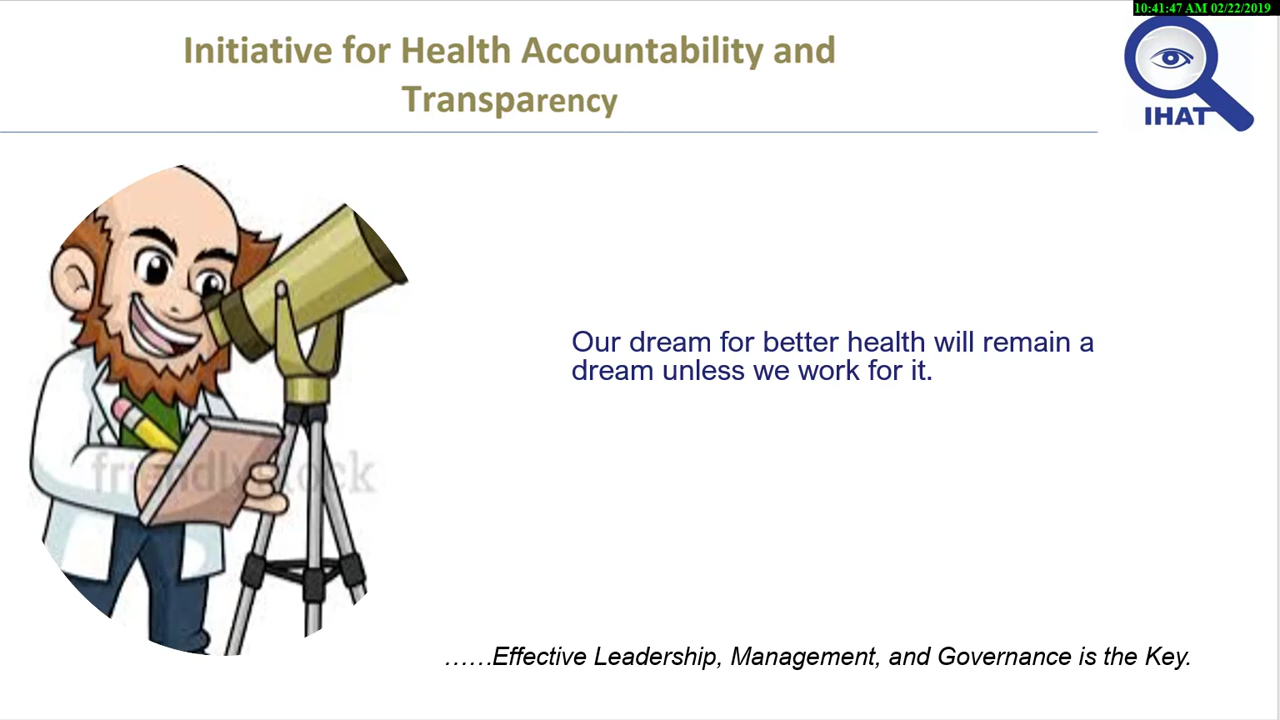 10:41:47 AM 02/22/2019
Initiative for Health Accountability and
Transparency
IHAT
Our dream for better health will remain a
dream unless we work for it.
friendlystock
……Effective Leadership, Management, and Governance is the Key.